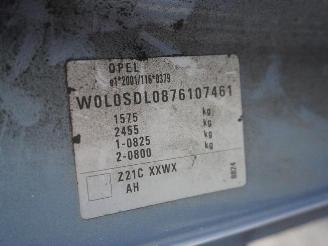 OPEL
e1*2001/116*0379
W0L0SDL0876107461
1575 kg
2455 kg
1-0825 kg
2-0800 kg
Z21C XXWX 7
AH